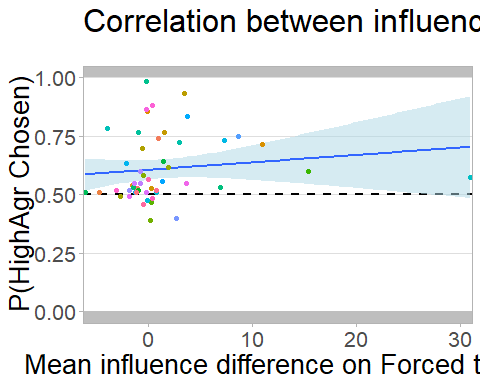 Correlation between influenc
P(HighAgr Chosen)
1.00
0.75
0.50
0.25
0.00
0 10 20 30
Mean influence difference on Forced t